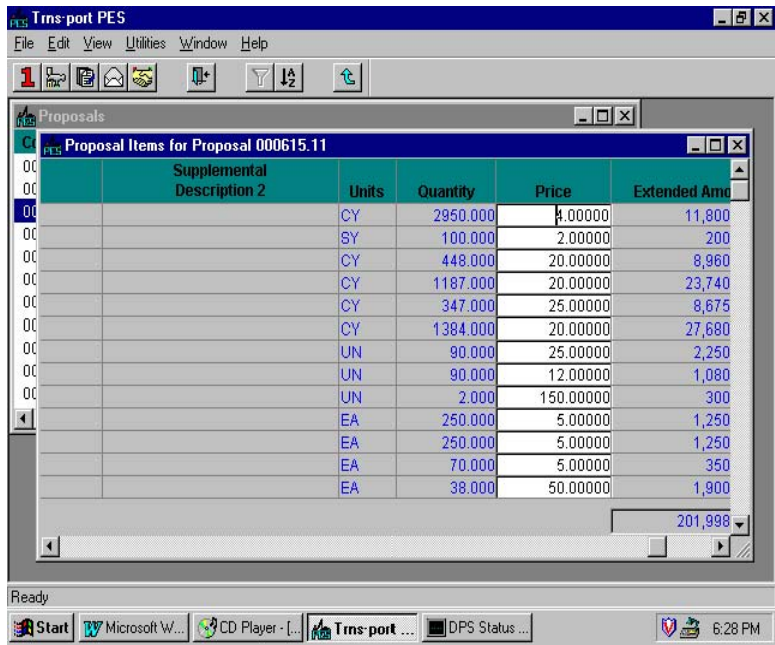 Trns-port PES
File Edit View Utilities Window Help
Proposals
Proposal Items for Proposal 000615.11
Supplemental
Description 2 Units Quantity Price Extended Amo
CY 2950.000 4.00000 11,800
SY 100.000 2.00000 200
CY 448.000 20.00000 8,960
CY 1187.000 20.00000 23,740
CY 347.000 25.00000 8,675
CY 1384.000 20.00000 27,680
UN 90.000 25.00000 2,250
UN 90.000 12.00000 1,080
UN 2.000 150.00000 300
EA 250.000 5.00000 1,250
EA 250.000 5.00000 1,250
EA 70.000 5.00000 350
EA 38.000 50.00000 1,900
201,998
Ready
Start Microsoft W... CD Player - [... Trns-port ... DPS Status ... 6:28 PM